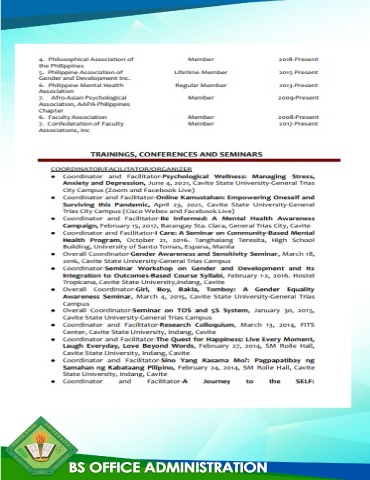 4. Philosophical Association of the Philippines Member 2018-Present
5. Philippine Association of Gender and Development Inc. Lifetime Member 2015-Present
6. Philippine Mental Health Association Regular Member 2013-Present
7. Afro-Asian Psychological Association, AAPA-Philippines Chapter Member 2009-Present
6. Faculty Association Member 2008-Present
7. Confederation of Faculty Associations, inc Member 2017-Present
TRAININGS, CONFERENCES AND SEMINARS
COORDINATOR/FACILITATOR/ORGANIZER
● Coordinator and Facilitator-Psychological Wellness: Managing Stress,
Anxiety and Depression, June 4, 2021, Cavite State University-General Trias
City Campus (Zoom and Facebook Live)
● Coordinator and Facilitator-Online Kamustahan: Empowering Oneself and
Surviving this Pandemic, April 23, 2021, Cavite State University-General
Trias City Campus (Cisco Webex and Facebook Live)
● Coordinator and Facilitator-Be Informed: A Mental Health Awareness
Campaign, February 15, 2017, Barangay Sta. Clara, General Trias City, Cavite
● Coordinator and Facilitator-I Care: A Seminar on Community-Based Mental
Health Program, October 21, 2016. Tanghalang Teresita, High School
Building, University of Santo Tomas, Espana, Manila
● Overall Coordinator-Gender Awareness and Sensitivity Seminar, March 18,
2016, Cavite State University-General Trias Campus
● Coordinator-Seminar Workshop on Gender and Development and Its
Integration to Outcomes-Based Course Syllabi, February 1-2, 2016. Hostel
Tropicana, Cavite State University,Indang, Cavite
● Overall Coordinator-Girl, Boy, Bakla, Tomboy: A Gender Equality
Awareness Seminar, March 4, 2015, Cavite State University-General Trias
Campus
● Overall Coordinator-Seminar on TOS and 5S System, January 30, 2015,
Cavite State University-General Trias Campus
● Coordinator and Facilitator-Research Colloquium, March 13, 2014, FITS
Center, Cavite State University, Indang, Cavite
● Coordinator and Facilitator-The Quest for Happiness: Live Every Moment,
Laugh Everyday, Love Beyond Words, February 27, 2014, SM Rolle Hall,
Cavite State University, Indang, Cavite
● Coordinator and Facilitator-Sino Yang Kasama Mo?: Pagpapatibay ng
Samahan ng Kabataang Pilipino, February 24, 2014, SM Rolle Hall, Cavite
State University, Indang, Cavite
● Coordinator and Facilitator-A Journey to the SELF:
BS OFFICE ADMINISTRATION